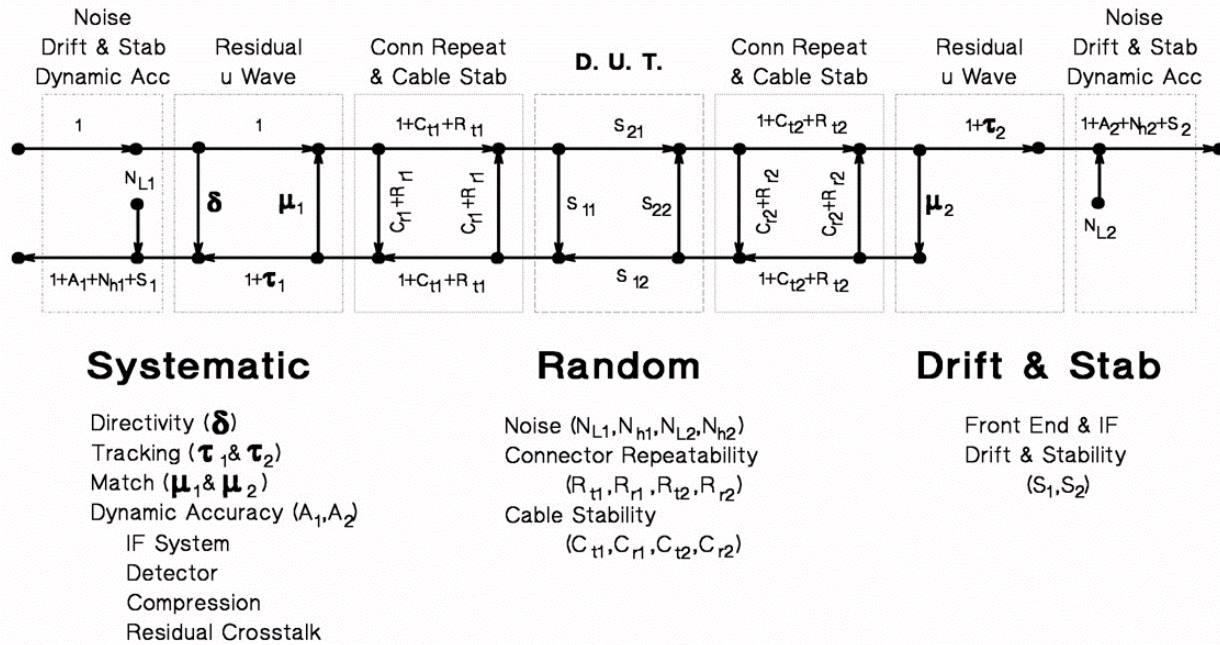 Noise
Drift & Stab
Dynamic Acc
Residual
u Wave
Conn Repeat
& Cable Stab
D. U. T.
Conn Repeat
& Cable Stab
Residual
u Wave
Noise
Drift & Stab
Dynamic Acc
1
1
1+Ct1+Rt1
S21
1+Ct2+Rt2
1+τ2
1+A2+Nh2+S2
NL1
δ
μ1
Cr1+Rr1
Cr1+Rr1
S11
S22
Cr2+Rr2
Cr2+Rr2
μ2
NL2
1+A1+Nh1+S1
1+τ1
1+Ct1+Rt1
S12
1+Ct2+Rt2
Systematic
Directivity (δ)
Tracking (τ1& τ2)
Match (μ1& μ2)
Dynamic Accuracy (A1,A2)
IF System
Detector
Compression
Residual Crosstalk
Random
Noise (NL1,Nh1,NL2,Nh2)
Connector Repeatability
(Rt1,Rr1,Rt2,Rr2)
Cable Stability
(Ct1,Cr1,Ct2,Cr2)
Drift & Stab
Front End & IF
Drift & Stability
(S1,S2)